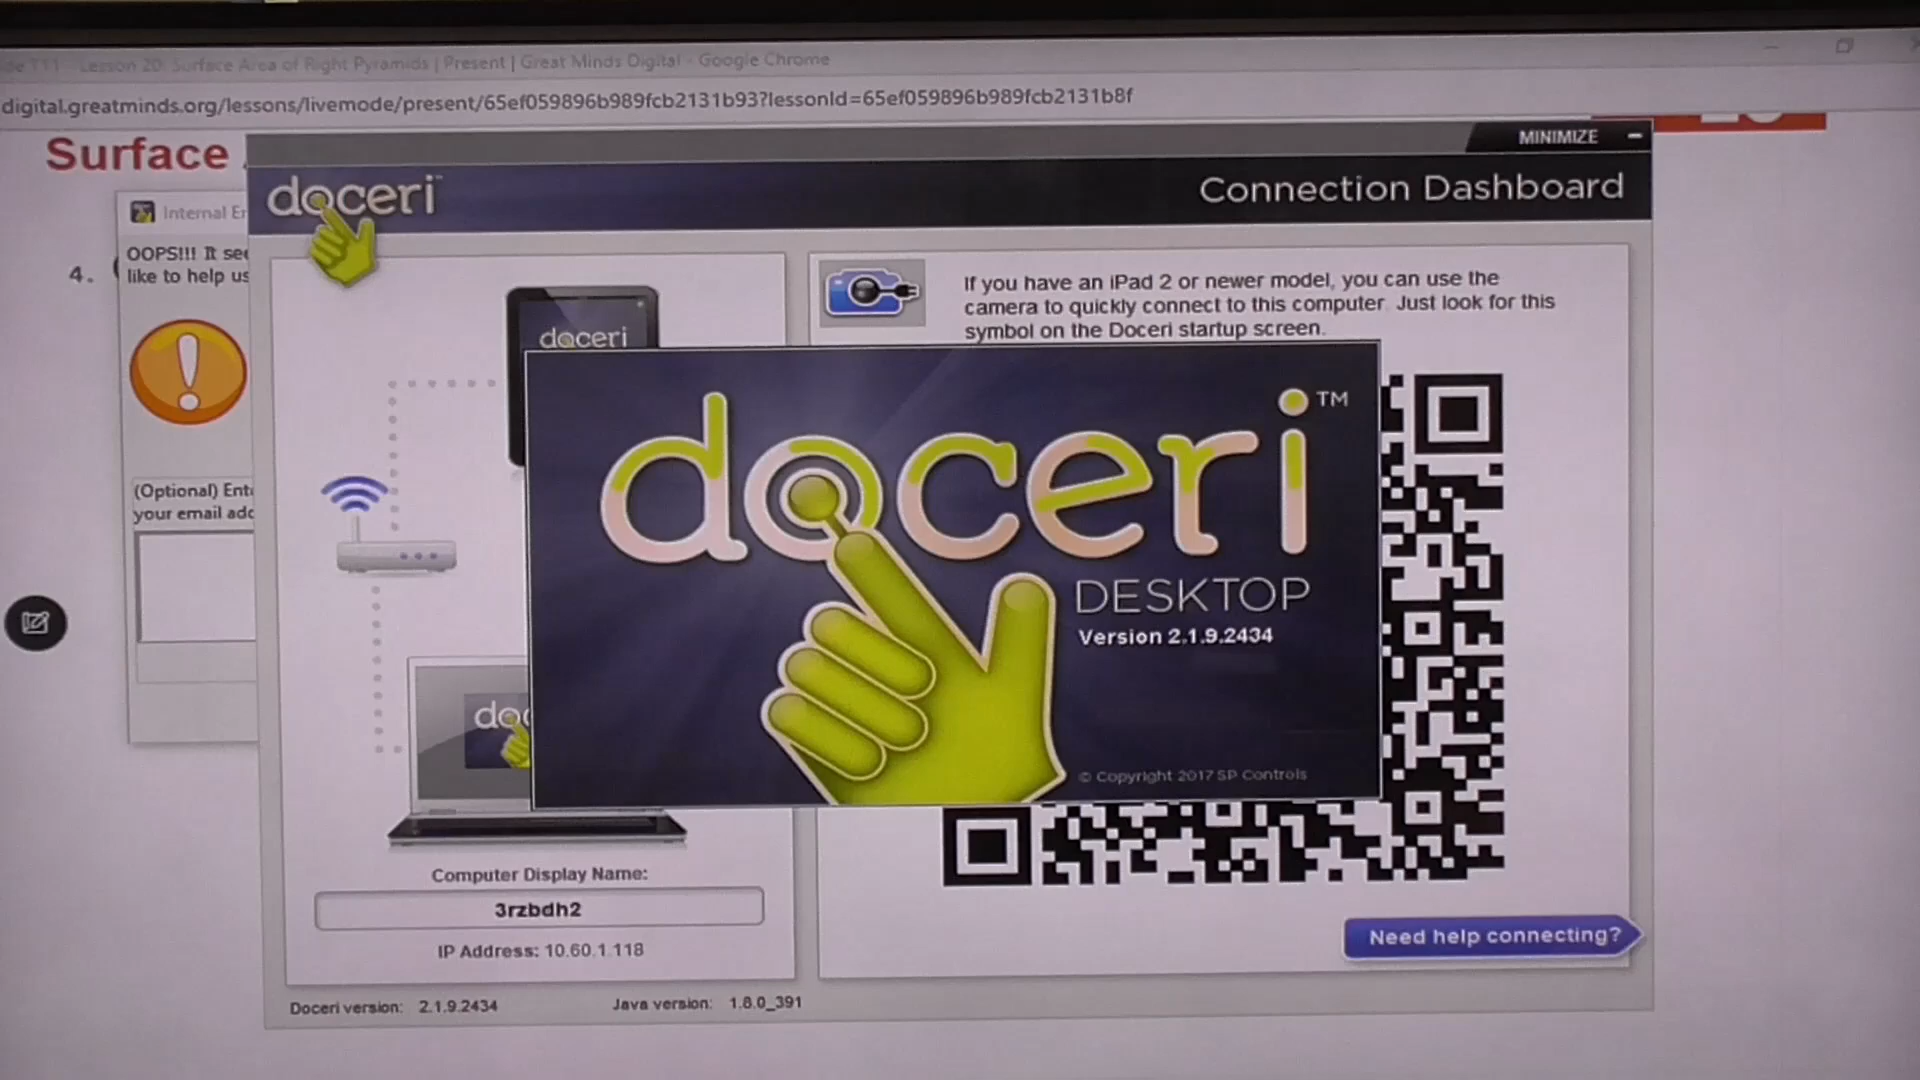 Lesson 20: Surface Area of Right Pyramids | Present | Great Minds Digital - Google Chrome
digital.greatminds.org/lessons/livemode/present/65ef059896b989fcb2131b93?lessonId=65ef059896b989fcb2131b8f
Surface
MINIMIZE
doceri™
Connection Dashboard
Internal Er
OOPS!!! It see
like to help us
4.
If you have an iPad 2 or newer model, you can use the
camera to quickly connect to this computer. Just look for this
symbol on the Doceri startup screen.
doceri
doceri™
DESKTOP
Version 2.1.9.2434
© Copyright 2017 SP Controls
(Optional) Ente
your email add
doc
Computer Display Name:
3rzbdh2
IP Address: 10.60.1.118
Need help connecting?
Doceri version: 2.1.9.2434
Java version: 1.8.0_391